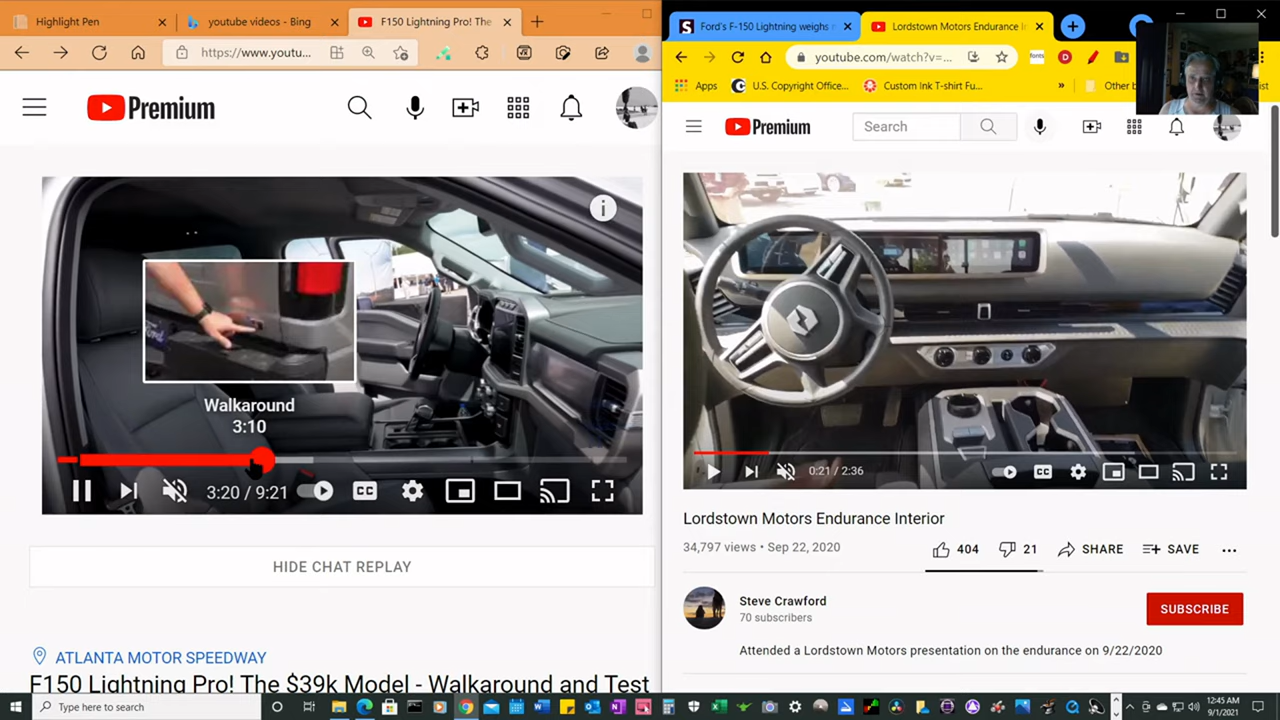 Highlight Pen
youtube videos - Bing
F150 Lightning Pro! The
https://www.youtu...
Premium
i
Walkaround
3:10
3:20 / 9:21
CC
HIDE CHAT REPLAY
ATLANTA MOTOR SPEEDWAY
F150 Lightning Pro! The $39k Model - Walkaround and Test
S
Ford's F-150 Lightning weighs
Lordstown Motors Endurance In
youtube.com/watch?v=...
fonts
D
Apps
U.S. Copyright Office...
Custom Ink T-shirt Fu...
»
Other b
Premium
Search
0:21 / 2:36
CC
Lordstown Motors Endurance Interior
34,797 views • Sep 22, 2020
404
21
SHARE
SAVE
Steve Crawford
70 subscribers
SUBSCRIBE
Attended a Lordstown Motors presentation on the endurance on 9/22/2020
Type here to search
12:45 AM
9/1/2021